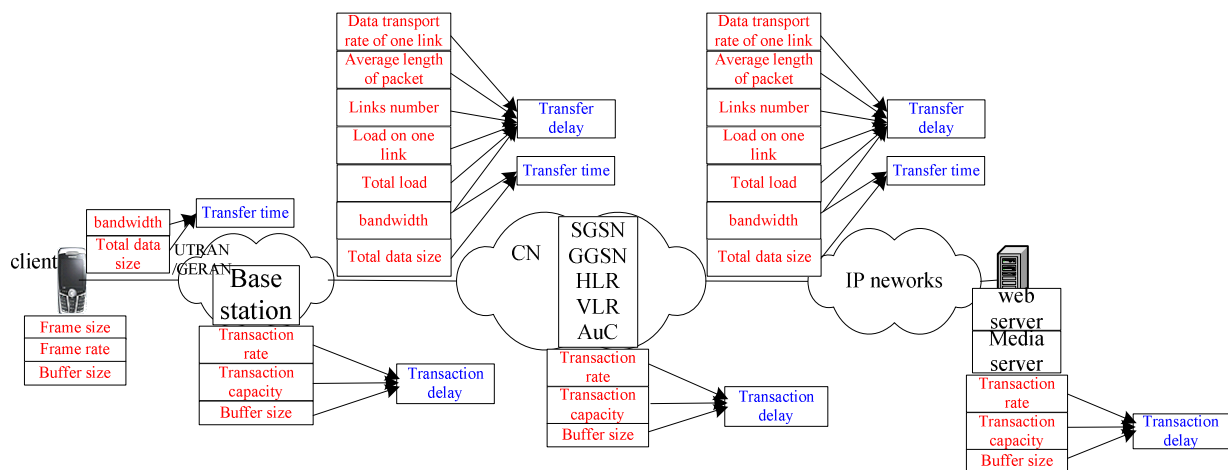 Data transport
rate of one link
Average length
of packet
Links number
Load on one
link
Total load
bandwidth
Total data size
Transfer
delay
Transfer time
Data transport
rate of one link
Average length
of packet
Links number
Load on one
link
Total load
bandwidth
Total data size
Transfer
delay
Transfer time
bandwidth
Total data
size
Transfer time
client
UTRAN
/GERAN
Base
station
CN
SGSN
GGSN
HLR
VLR
AuC
IP neworks
web
server
Media
server
Frame size
Frame rate
Buffer size
Transaction
rate
Transaction
capacity
Buffer size
Transaction
delay
Transaction
rate
Transaction
capacity
Buffer size
Transaction
delay
Transaction
rate
Transaction
capacity
Buffer size
Transaction
delay